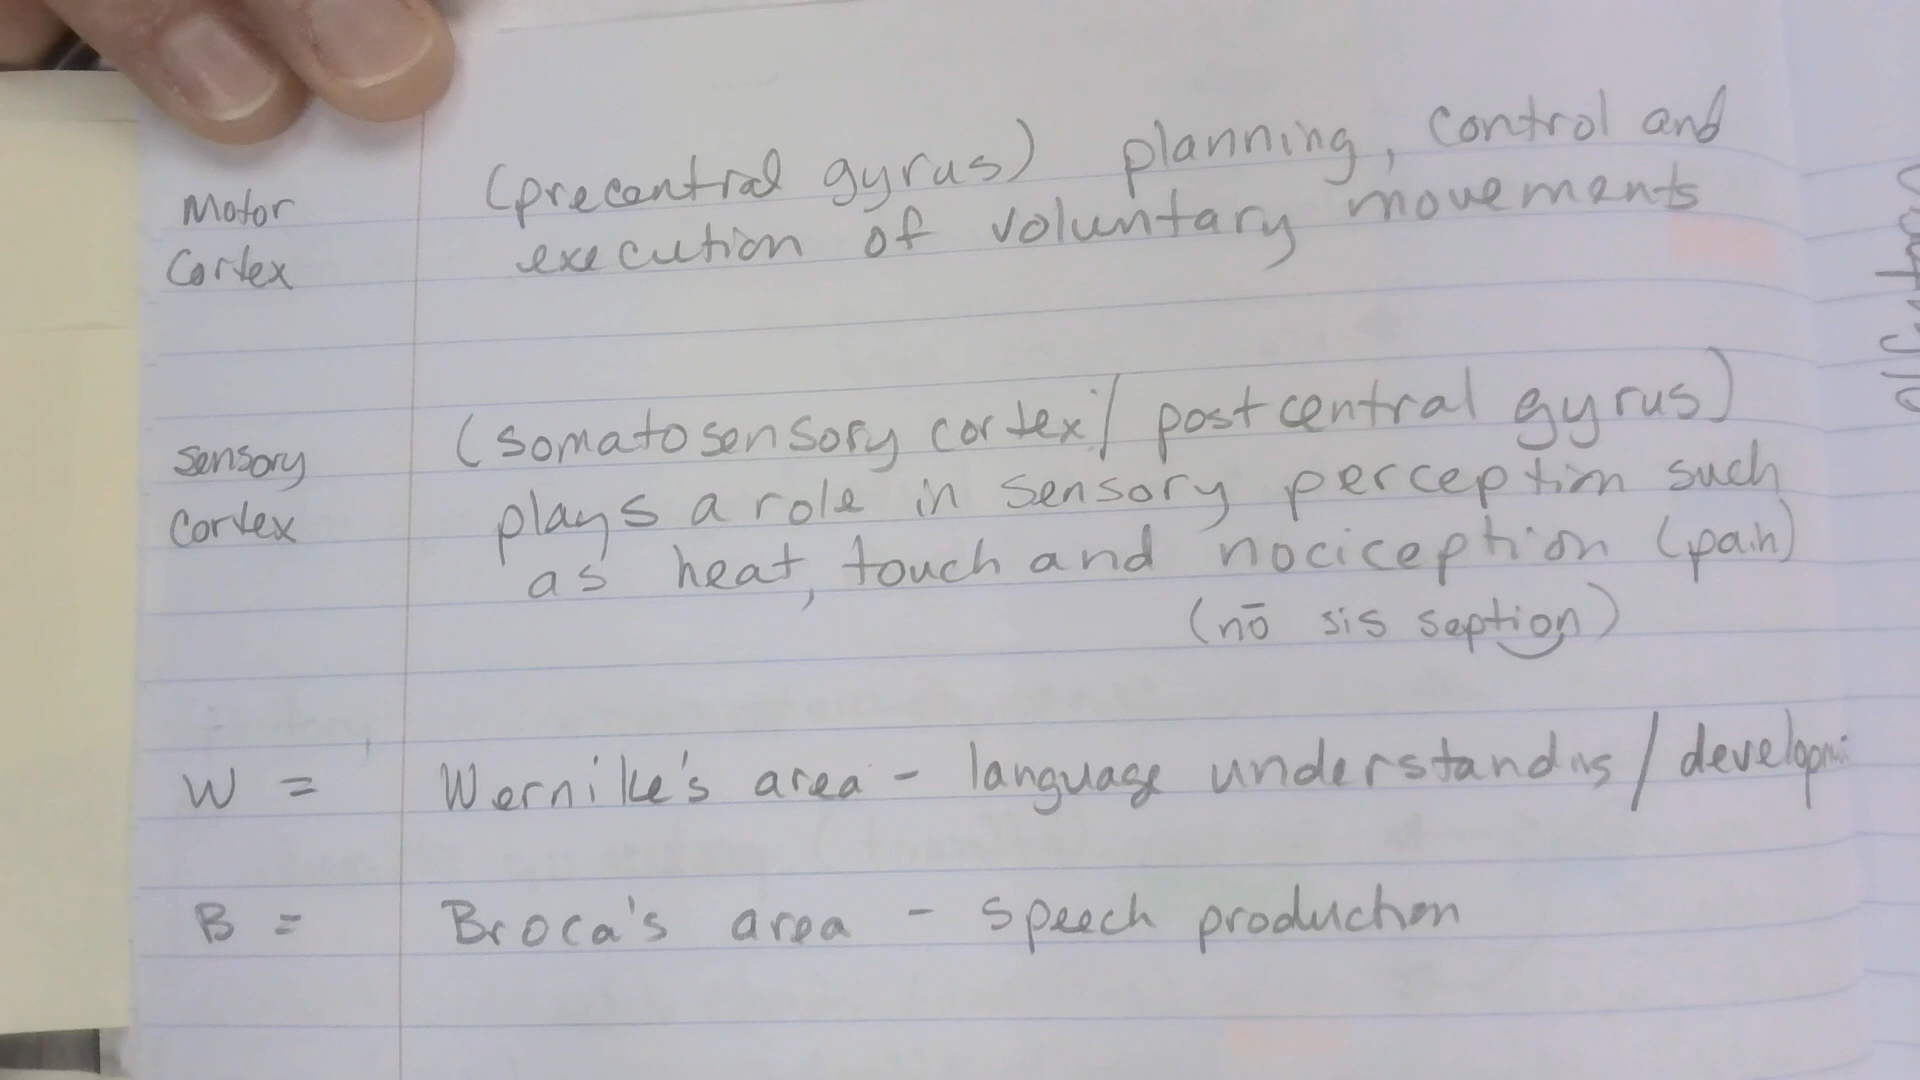 Motor Cortex
(precentral gyrus) planning, control and
execution of voluntary movements
Sensory Cortex
(somatosensory cortex/ postcentral gyrus)
plays a role in sensory perception such
as heat, touch and nociception (pain)
(nō sis seption)
W = Wernike's area - language understanding /
B = Broca's area - speech production